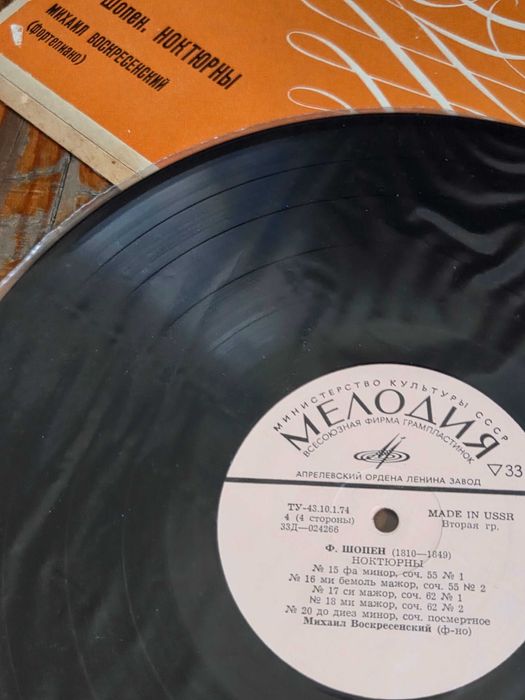 Шопен. НОКТЮРНЫ
МИХАИЛ ВОСКРЕСЕНСКИЙ
(фортепиано)
МИНИСТЕРСТВО КУЛЬТУРЫ СССР
МЕЛОДИЯ
ВСЕСОЮЗНАЯ ФИРМА ГРАМПЛАСТИНОК
▽33
АПРЕЛЕВСКИЙ ОРДЕНА ЛЕНИНА ЗАВОД
ТУ-43.10.1.74
4 (4 стороны)
33Д—024266
MADE IN USSR
Вторая гр.
Ф. ШОПЕН (1810—1849)
НОКТЮРНЫ
№ 15 фа минор, соч. 55 № 1
№ 16 ми бемоль мажор, соч. 55 № 2
№ 17 си мажор, соч. 62 № 1
№ 18 ми мажор, соч. 62 № 2
№ 20 до диез минор, соч. посмертное
Михаил Воскресенский (ф-но)